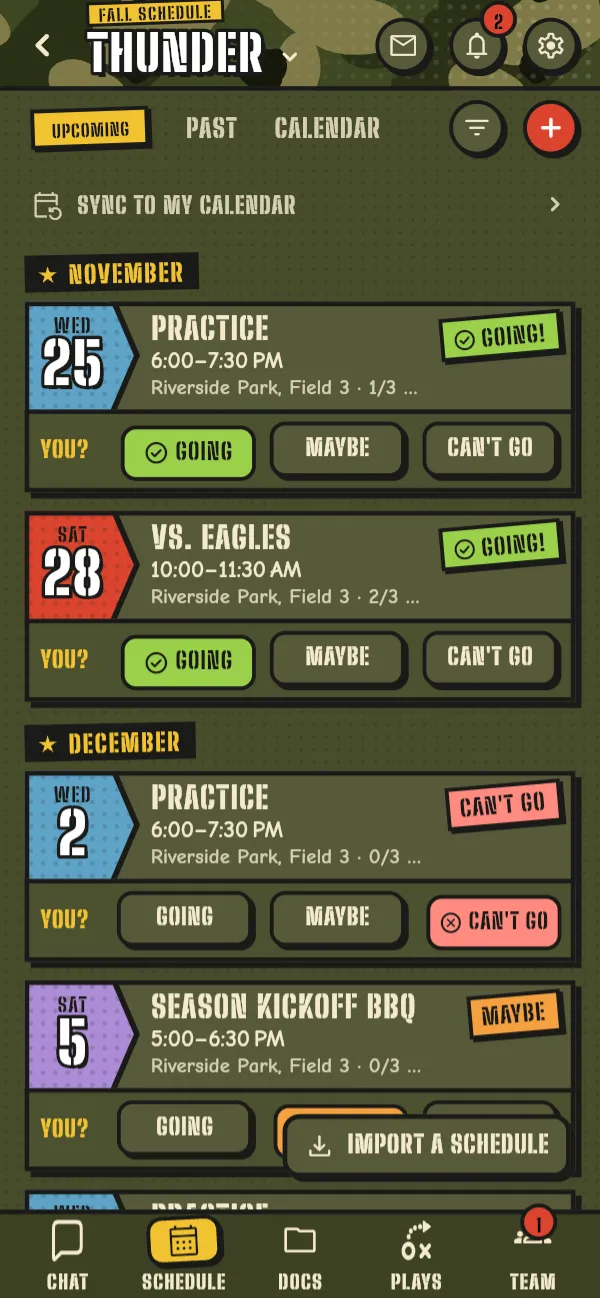 FALL SCHEDULE
THUNDER
2
UPCOMING
PAST
CALENDAR
SYNC TO MY CALENDAR
★ NOVEMBER
WED
25
PRACTICE
6:00–7:30 PM
Riverside Park, Field 3 · 1/3 ...
GOING!
YOU?
GOING
MAYBE
CAN'T GO
SAT
28
VS. EAGLES
10:00–11:30 AM
Riverside Park, Field 3 · 2/3 ...
GOING!
YOU?
GOING
MAYBE
CAN'T GO
★ DECEMBER
WED
2
PRACTICE
6:00–7:30 PM
Riverside Park, Field 3 · 0/3 ...
CAN'T GO
YOU?
GOING
MAYBE
CAN'T GO
SAT
5
SEASON KICKOFF BBQ
5:00–6:30 PM
Riverside Park, Field 3 · 0/3 ...
MAYBE
YOU?
GOING
IMPORT A SCHEDULE
1
CHAT
SCHEDULE
DOCS
PLAYS
TEAM